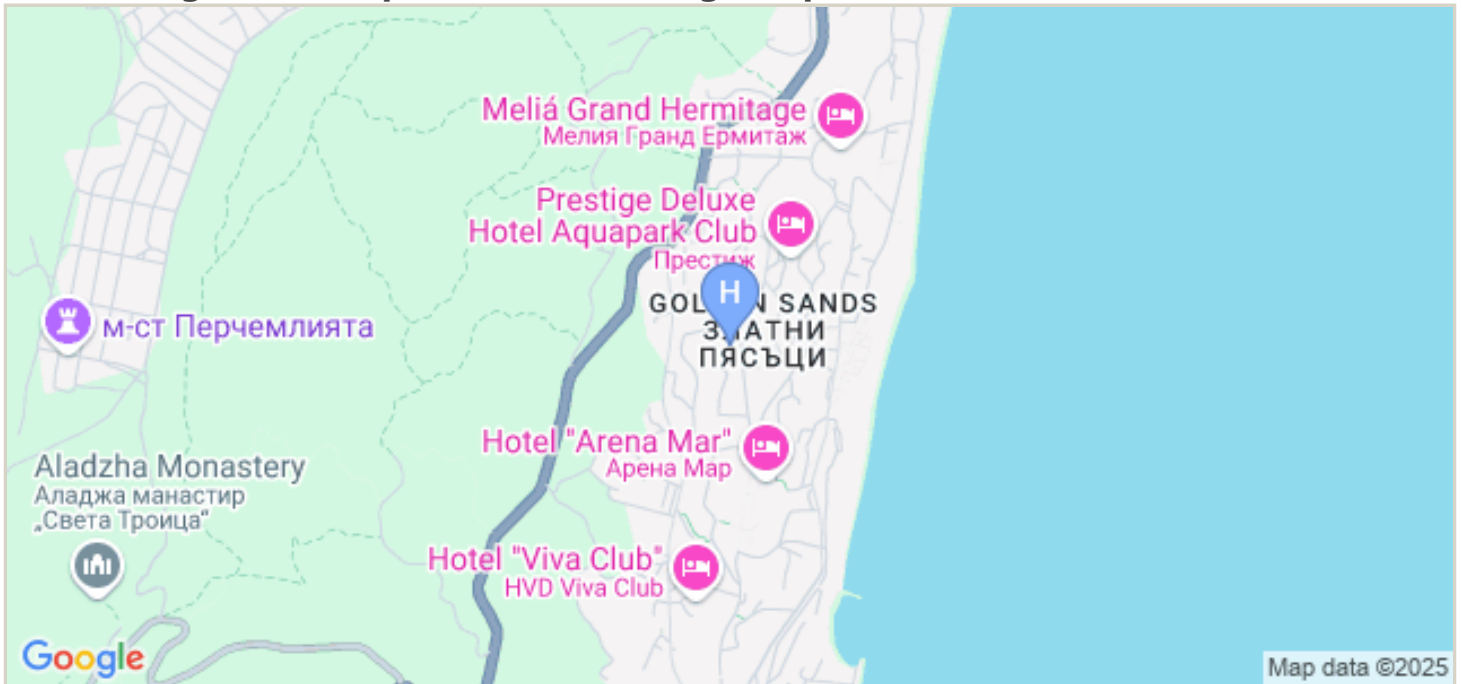 Meliá Grand Hermitage
Мелия Гранд Ермитаж
Prestige Deluxe
Hotel Aquapark Club
Престиж
H
GOL N SANDS
ЗЛАТНИ
ПЯСЪЦИ
м-ст Перчемлията
Hotel "Arena Mar"
Арена Мар
Aladzha Monastery
Аладжа манастир
„Света Троица“
Hotel "Viva Club"
HVD Viva Club
Google
Map data ©2025